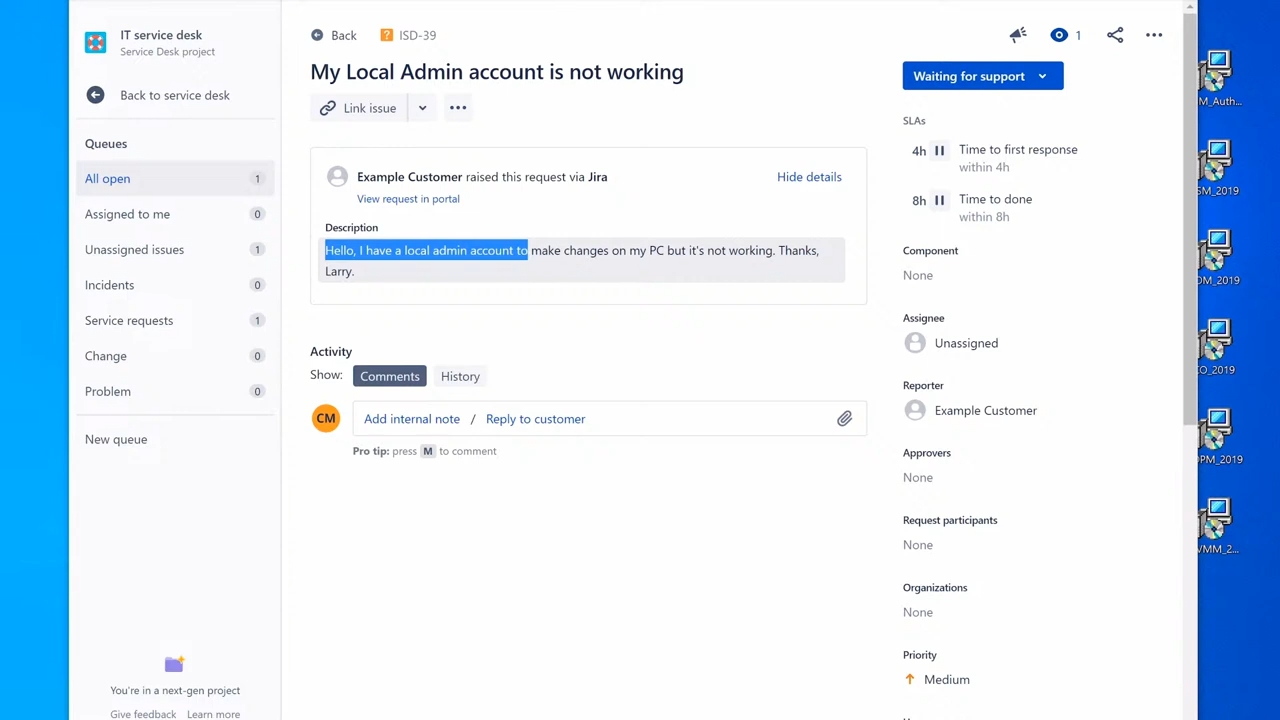 IT service desk
Service Desk project
Back to service desk
Queues
All open 1
Assigned to me 0
Unassigned issues 1
Incidents 0
Service requests 1
Change 0
Problem 0
New queue
You're in a next-gen project
Give feedback Learn more
Back ISD-39
My Local Admin account is not working
Link issue
Example Customer raised this request via Jira
Hide details
View request in portal
Description
Hello, I have a local admin account to make changes on my PC but it's not working. Thanks,
Larry.
Activity
Show: Comments History
CM Add internal note / Reply to customer
Pro tip: press M to comment
1
Waiting for support
SLAs
4h Time to first response
within 4h
8h Time to done
within 8h
Component
None
Assignee
Unassigned
Reporter
Example Customer
Approvers
None
Request participants
None
Organizations
None
Priority
Medium
M_Auth...
SM_2019
OM_2019
CO_2019
DPM_2019
VMM_2...